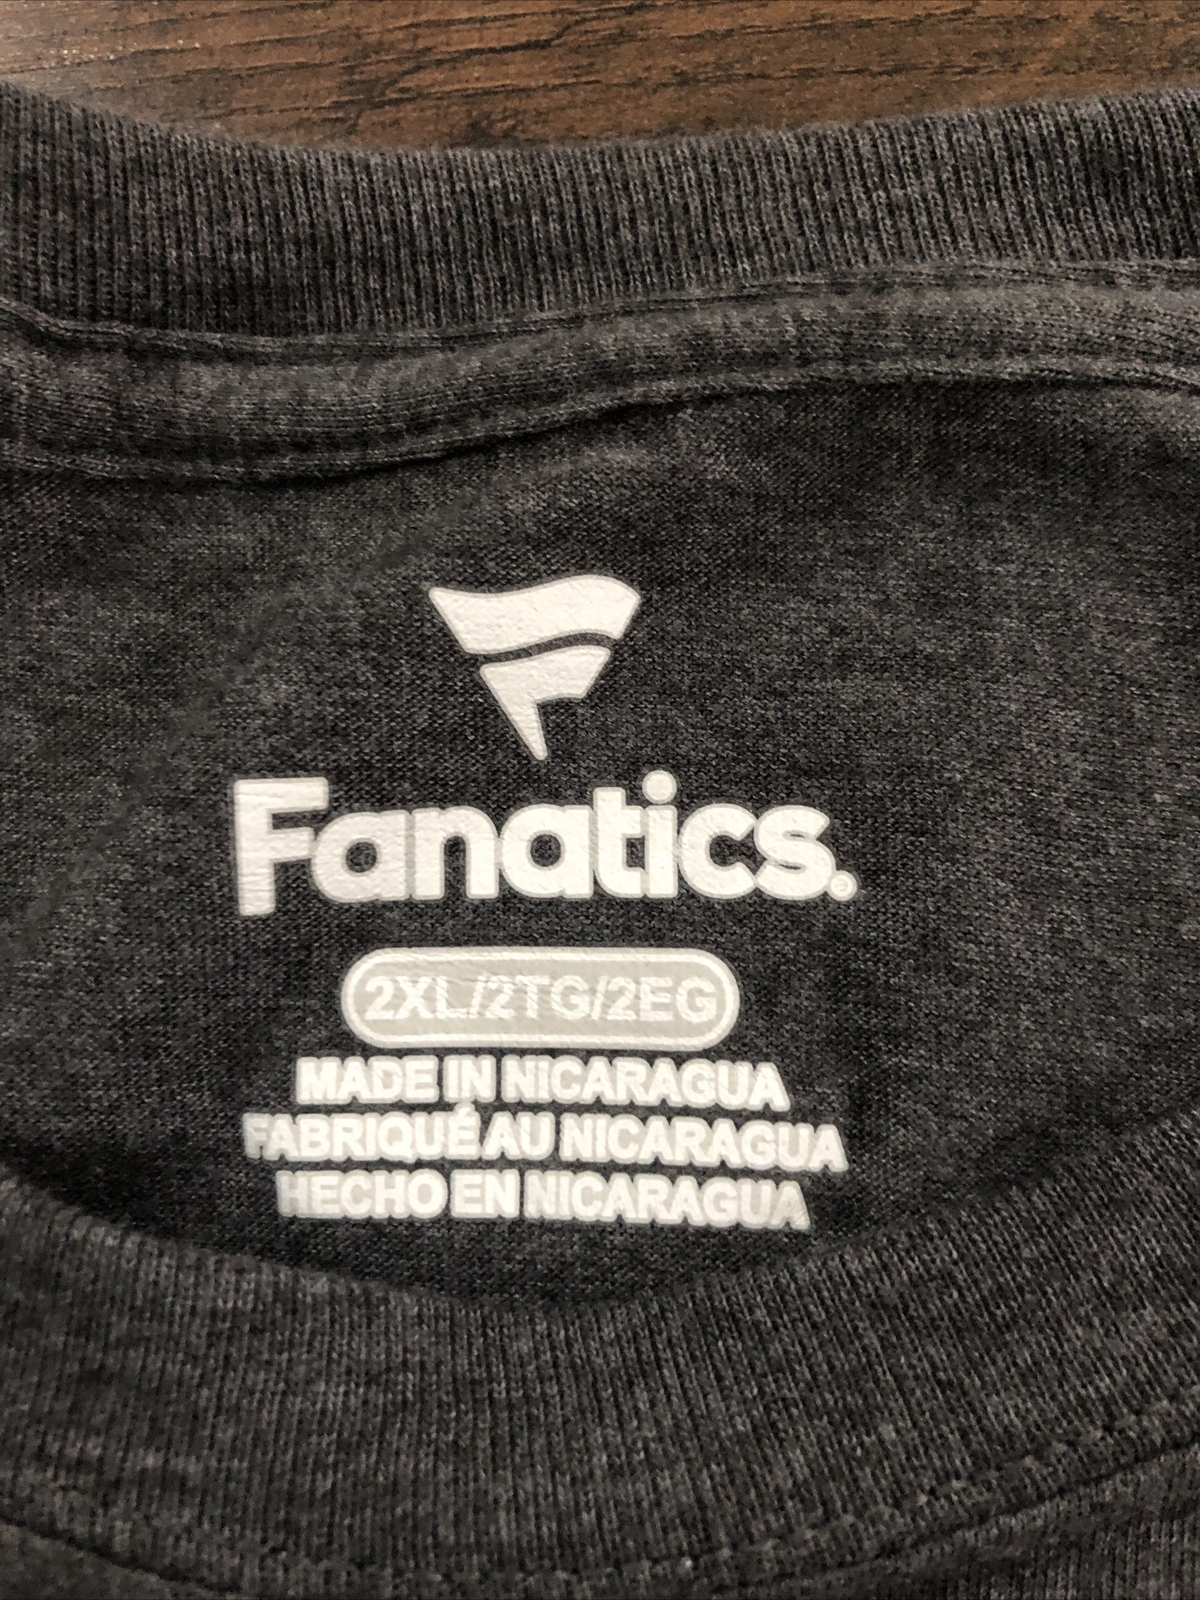 Fanatics.®
2XL/2TG/2EG
MADE IN NICARAGUA
FABRIQUÉ AU NICARAGUA
HECHO EN NICARAGUA